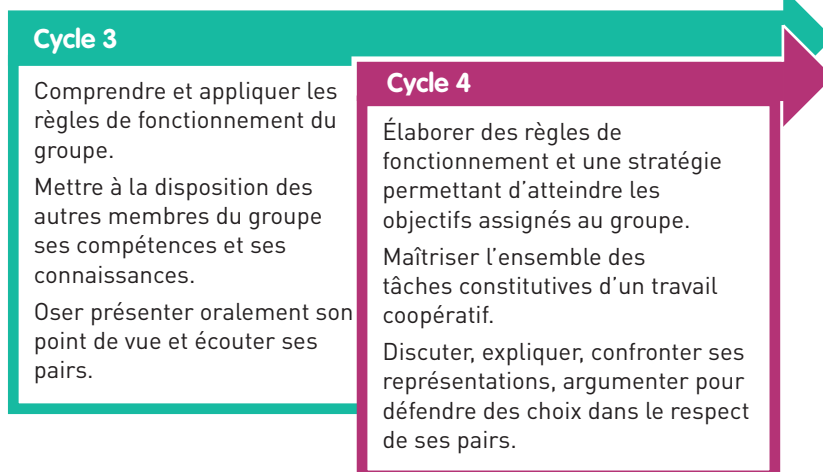 Cycle 3
Comprendre et appliquer les
règles de fonctionnement du
groupe.
Mettre à la disposition des
autres membres du groupe
ses compétences et ses
connaissances.
Oser présenter oralement son
point de vue et écouter ses
pairs.
Cycle 4
Élaborer des règles de
fonctionnement et une stratégie
permettant d’atteindre les
objectifs assignés au groupe.
Maîtriser l’ensemble des
tâches constitutives d’un travail
coopératif.
Discuter, expliquer, confronter ses
représentations, argumenter pour
défendre des choix dans le respect
de ses pairs.